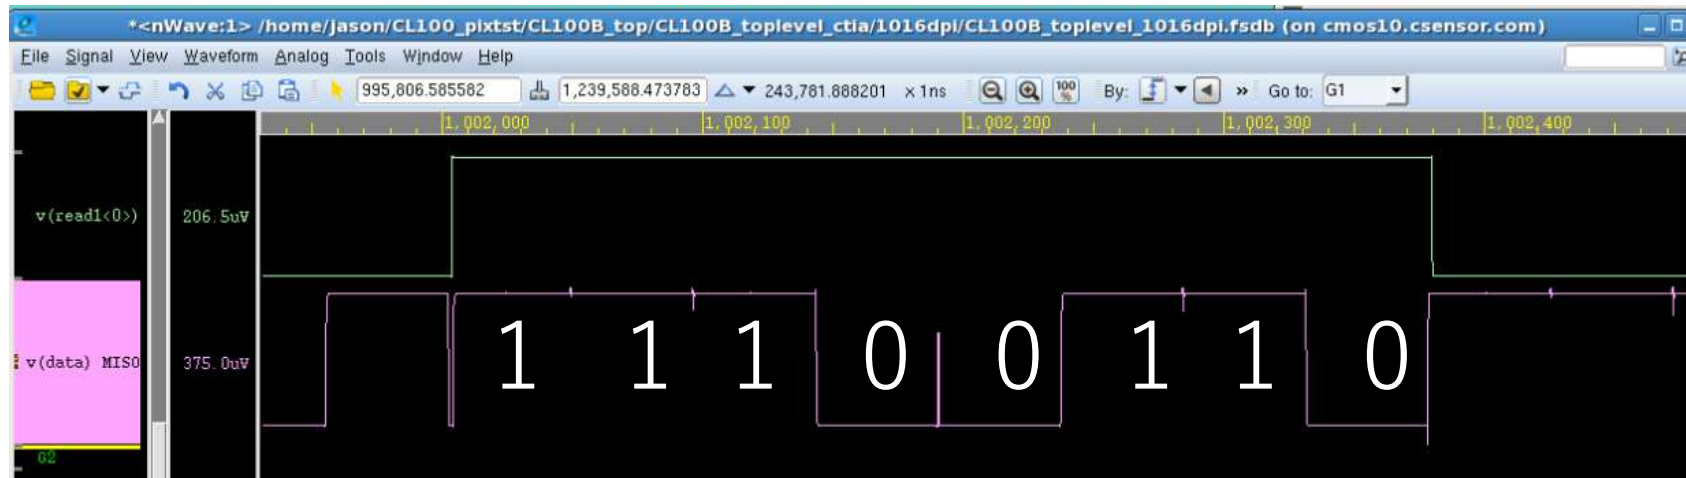 *<nWave:1> /home/jason/CL100_pixtst/CL100B_top/CL100B_toplevel_ctia/1016dpi/CL100B_toplevel_1016dpi.fsdb (on cmos10.csensor.com)
File Signal View Waveform Analog Tools Window Help
995,806.585582 1,239,588.473783 243,781.888201 x 1ns 100% By: » Go to: G1
1,002,000 1,002,100 1,002,200 1,002,300 1,002,400
v(read1<0>) 206.5uV
v(data) MISO 375.0uV 1 1 1 0 0 1 1 0
G2